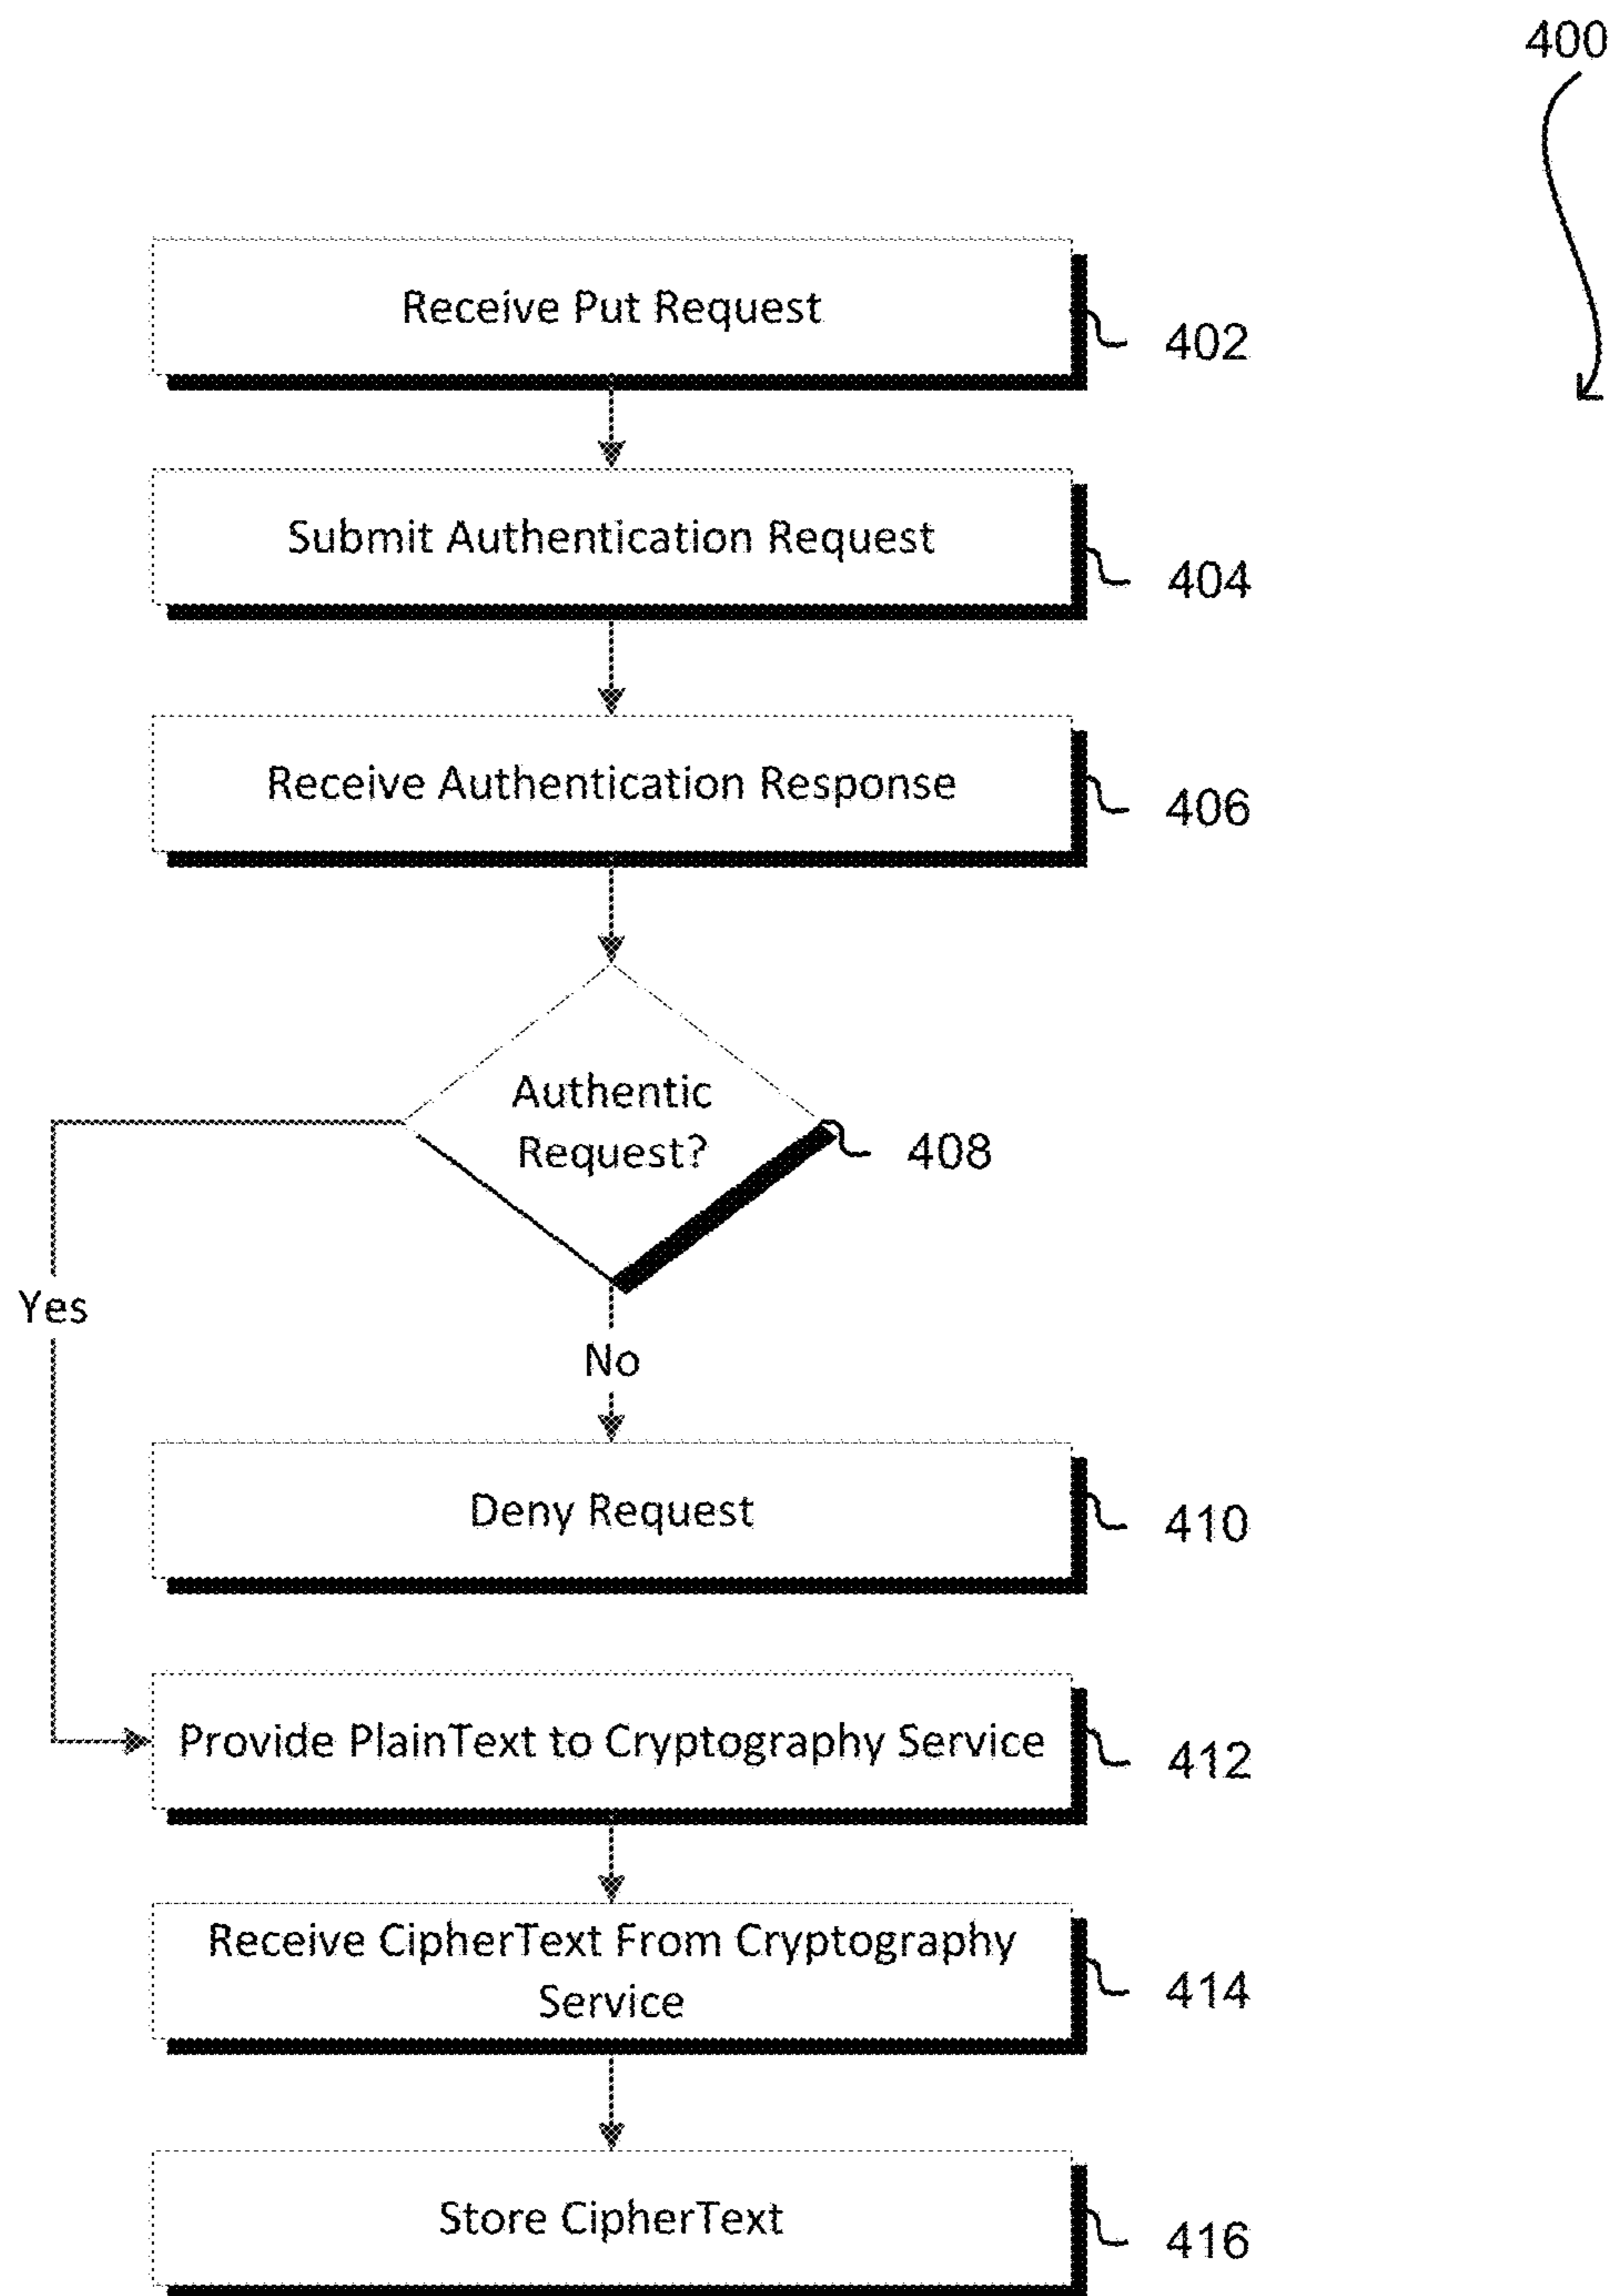 400
Receive Put Request
402
Submit Authentication Request
404
Receive Authentication Response
406
Authentic
Request?
408
Yes
No
Deny Request
410
Provide PlainText to Cryptography Service
412
Receive CipherText From Cryptography
Service
414
Store CipherText
416